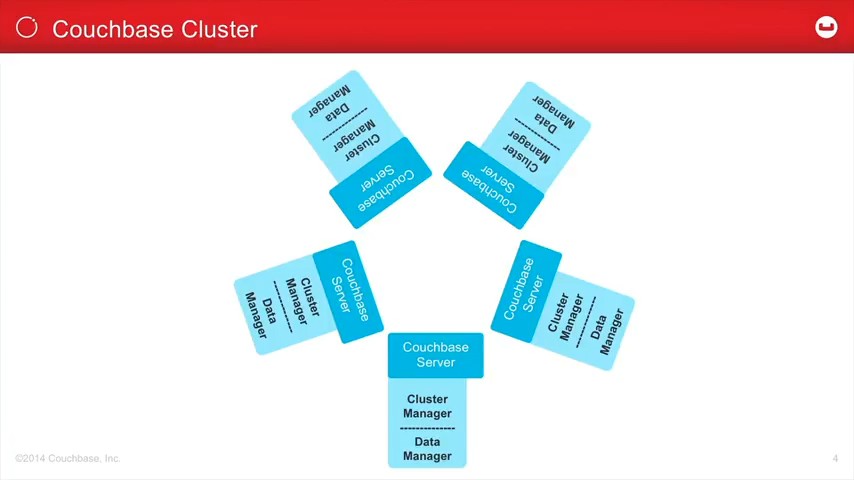 Couchbase Cluster
Data
Manager
Cluster
Manager
Couchbase
Server
Data
Manager
Cluster
Manager
Couchbase
Server
Couchbase
Server
Cluster
Manager
Data
Manager
Couchbase
Server
Cluster
Manager
Data
Manager
Couchbase
Server
Cluster
Manager
Data
Manager
©2014 Couchbase, Inc.
4